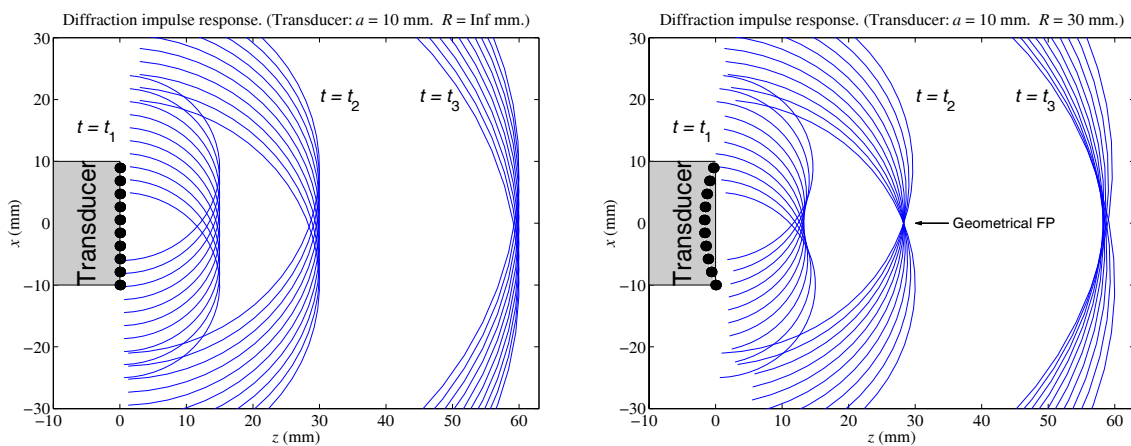 Diffraction impulse response. (Transducer: a = 10 mm. R = Inf mm.)
30
20
10
0
−10
−20
−30
x (mm)
t = t1
t = t2
t = t3
Transducer
−10
0
10
20
30
40
50
60
z (mm)
Diffraction impulse response. (Transducer: a = 10 mm. R = 30 mm.)
30
20
10
0
−10
−20
−30
x (mm)
t = t1
t = t2
t = t3
Transducer
Geometrical FP
−10
0
10
20
30
40
50
60
z (mm)